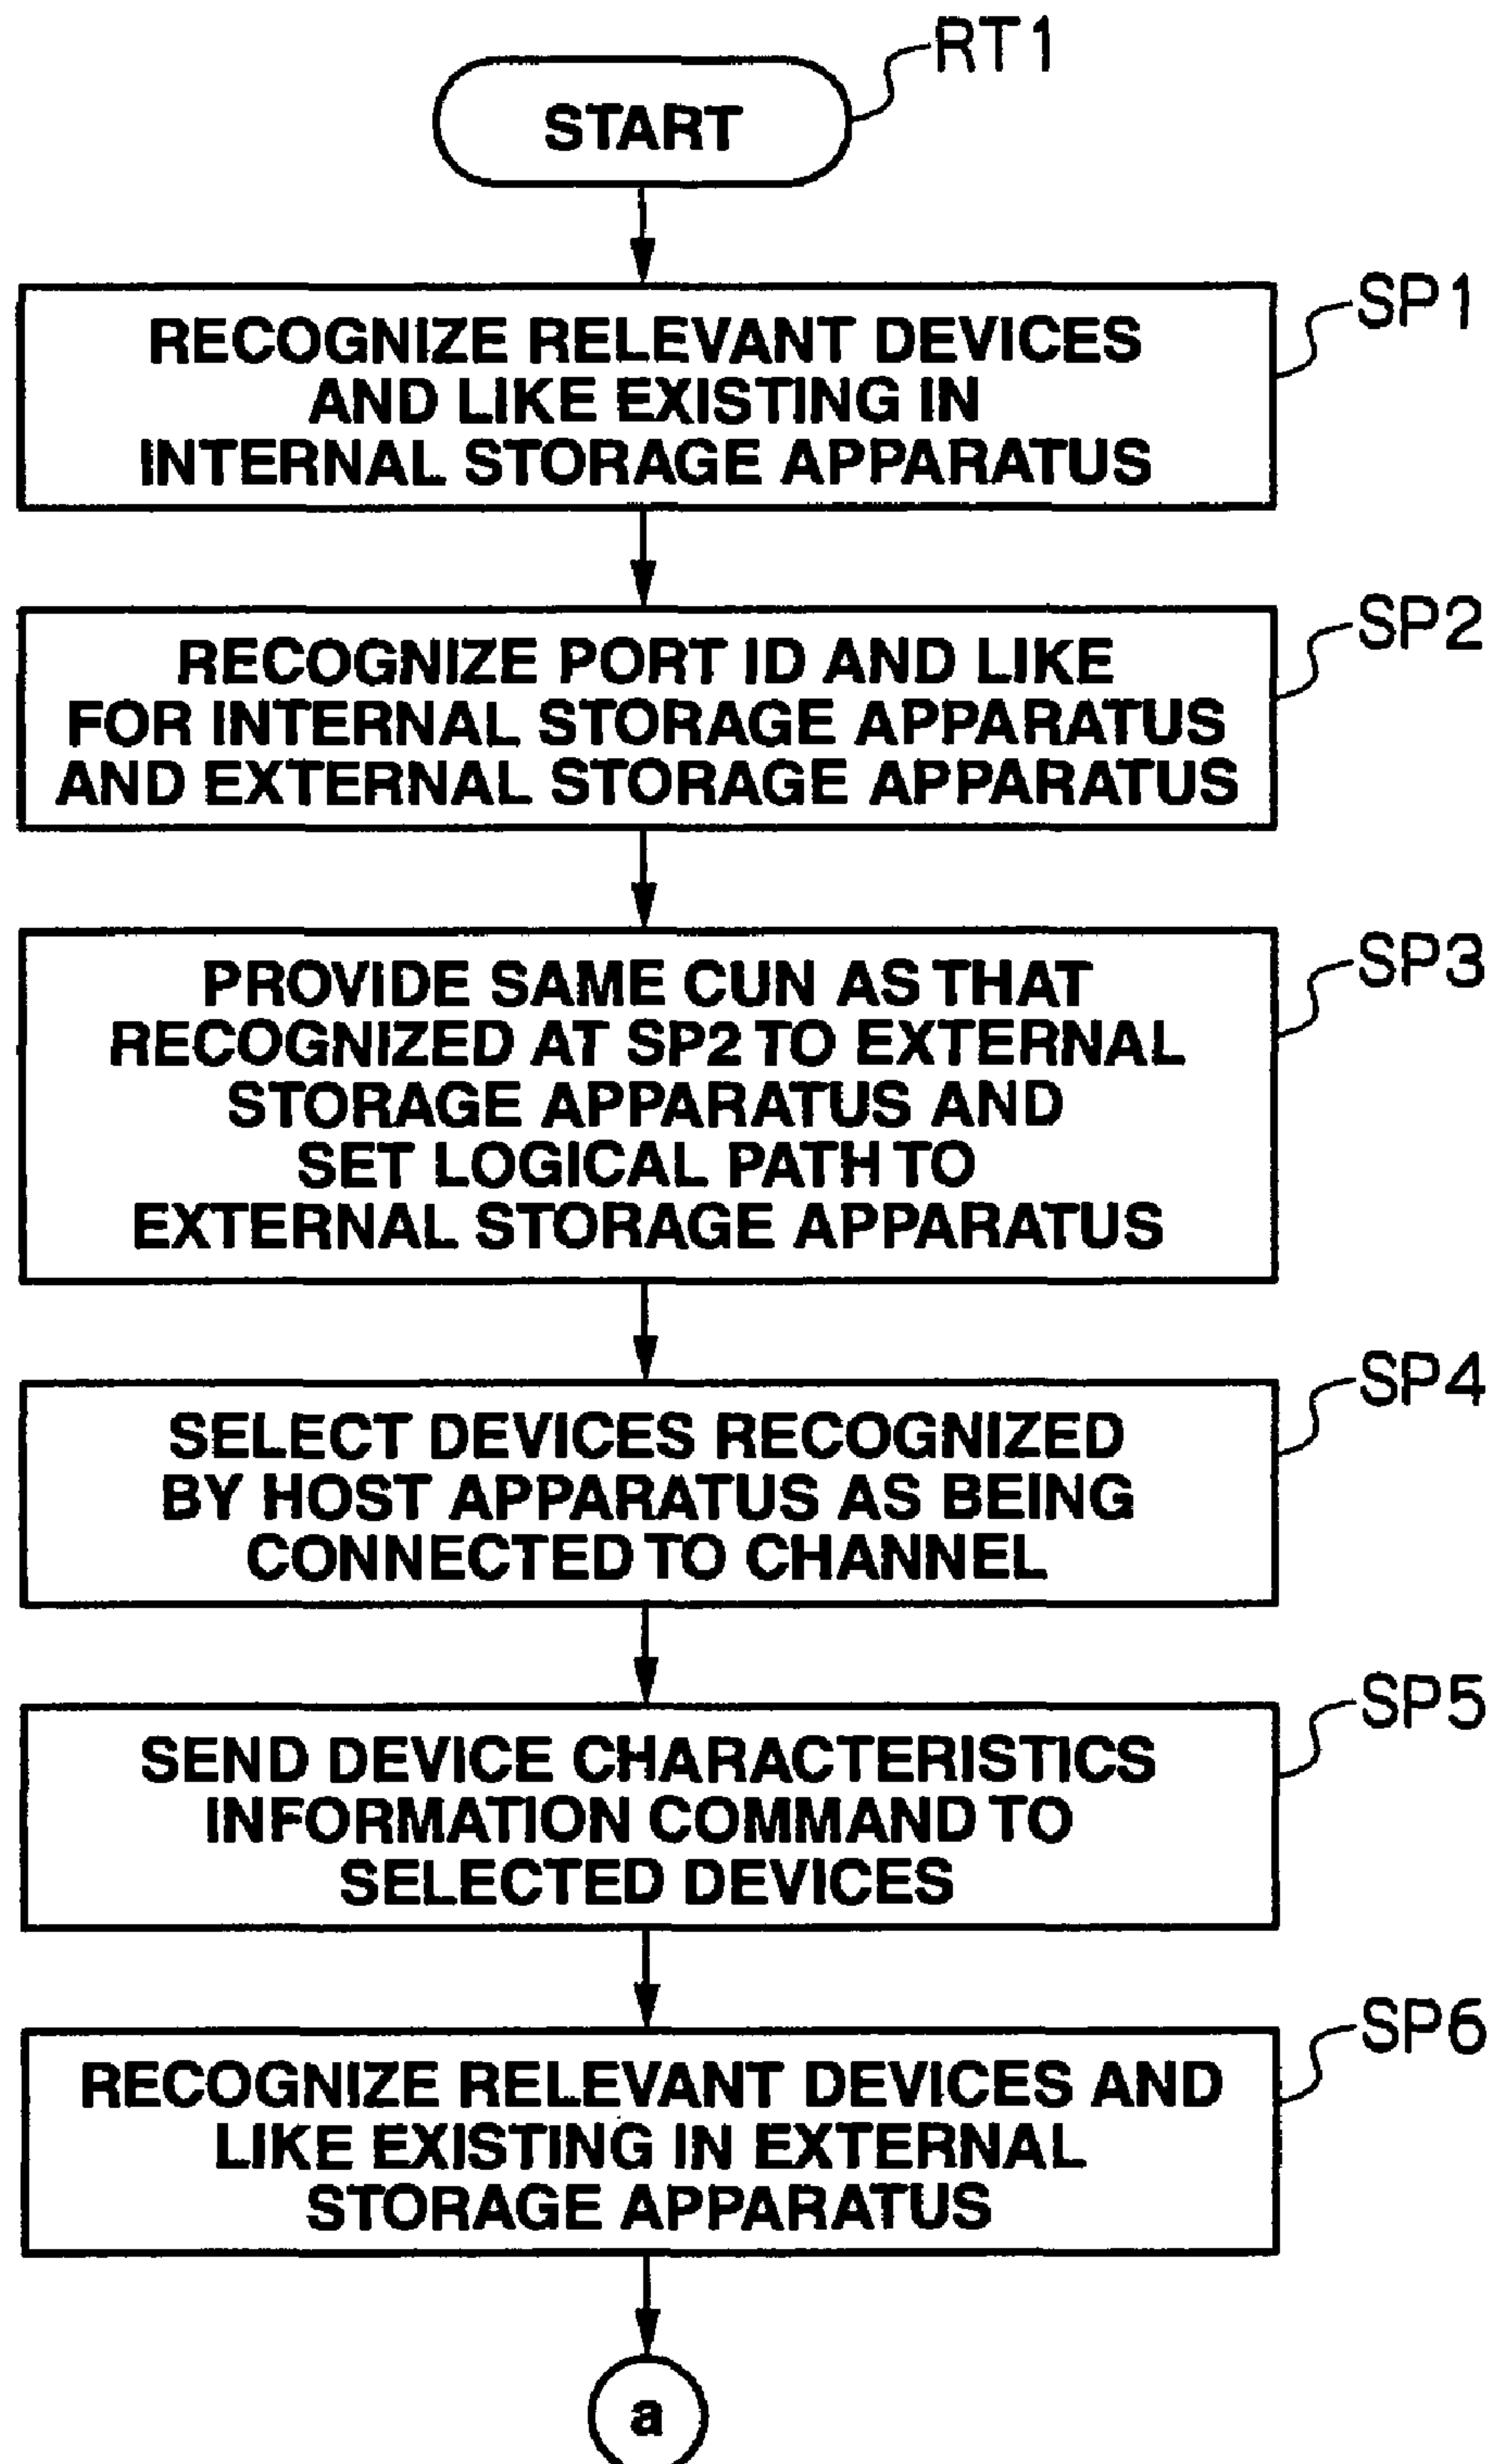 RT1
START
SP1
RECOGNIZE RELEVANT DEVICES
AND LIKE EXISTING IN
INTERNAL STORAGE APPARATUS
SP2
RECOGNIZE PORT ID AND LIKE
FOR INTERNAL STORAGE APPARATUS
AND EXTERNAL STORAGE APPARATUS
SP3
PROVIDE SAME CUN AS THAT
RECOGNIZED AT SP2 TO EXTERNAL
STORAGE APPARATUS AND
SET LOGICAL PATH TO
EXTERNAL STORAGE APPARATUS
SP4
SELECT DEVICES RECOGNIZED
BY HOST APPARATUS AS BEING
CONNECTED TO CHANNEL
SP5
SEND DEVICE CHARACTERISTICS
INFORMATION COMMAND TO
SELECTED DEVICES
SP6
RECOGNIZE RELEVANT DEVICES AND
LIKE EXISTING IN EXTERNAL
STORAGE APPARATUS
a